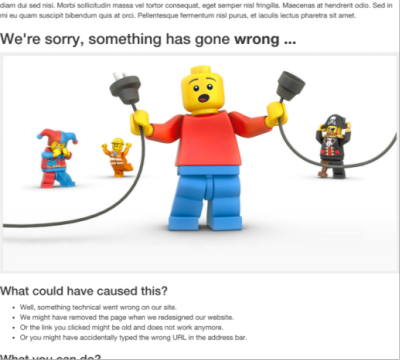 diam dui sed nisi. Morbi sollicitudin massa vel tortor consequat, eget semper nisl fringilla. Maecenas at hendrerit odio. Sed in
mi eu quam suscipit bibendum quis at orci. Pellentesque fermentum nisl purus, et iaculis lectus pharetra sit amet.
We're sorry, something has gone wrong ...
What could have caused this?
Well, something technical went wrong on our site.
We might have removed the page when we redesigned our website.
Or the link you clicked might be old and does not work anymore.
Or you might have accidentally typed the wrong URL in the address bar.
What you can do?